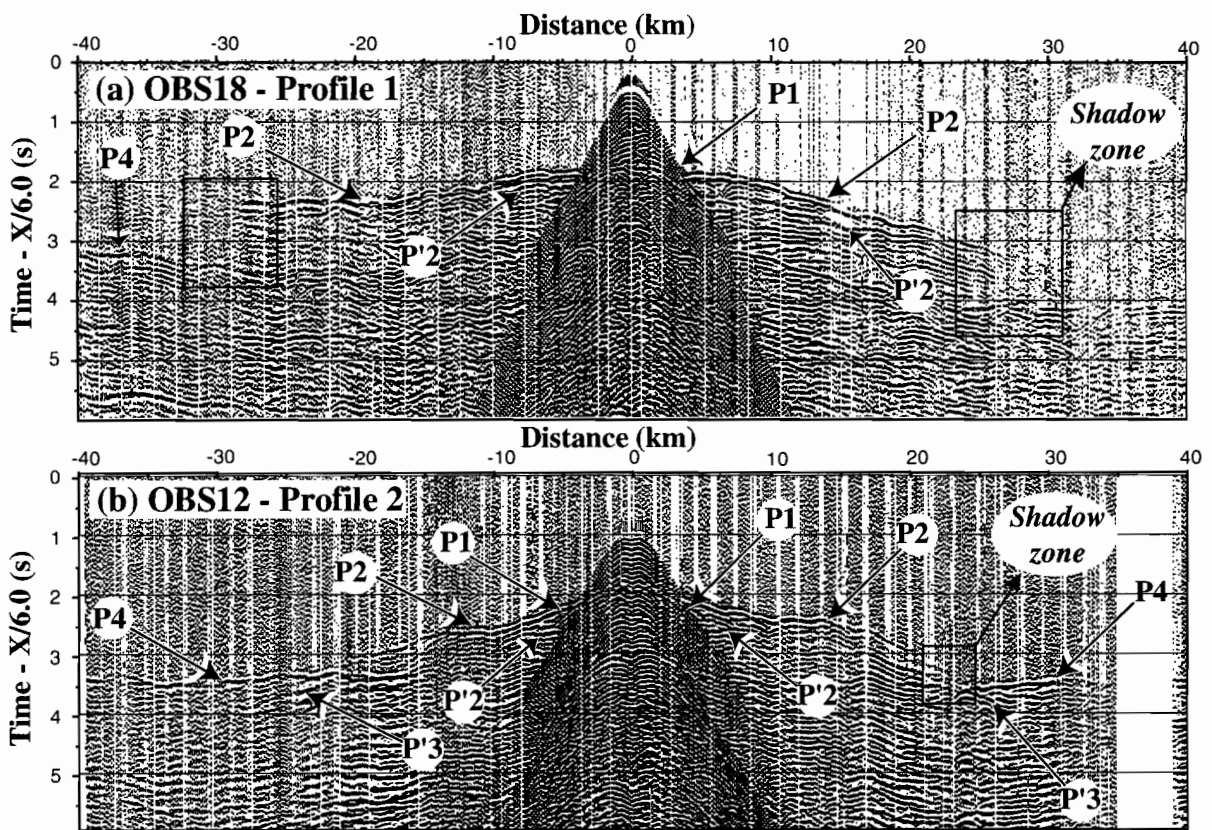 Distance (km)
-40 -30 -20 -10 0 10 20 30 40
0
(a) OBS18 - Profile 1
P1
1
P2
P2
Shadow
zone
P4
2
P'2
3
P'2
4
5
Time - X/6.0 (s)
Distance (km)
-40 -30 -20 -10 0 10 20 30 40
0
(b) OBS12 - Profile 2
P1
P1
P2
Shadow
zone
1
P2
2
P4
P4
3
P'2
P'2
4
P'3
5
P'3
Time - X/6.0 (s)